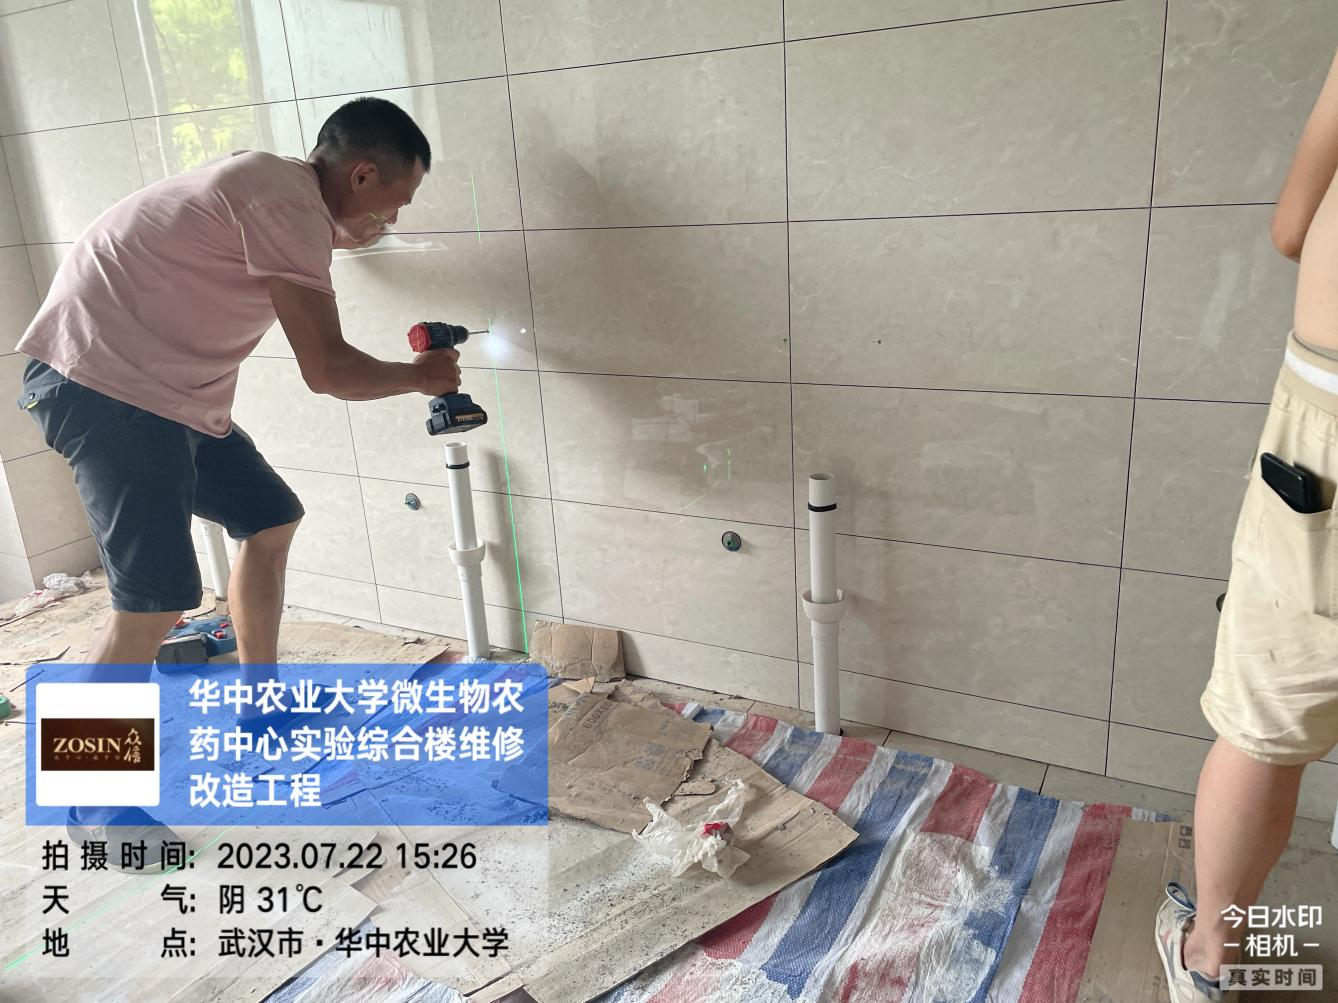 华中农业大学微生物农
药中心实验综合楼维修
改造工程
ZOSIN 众信
拍摄时间: 2023.07.22 15:26
天气: 阴 31℃
地点: 武汉市·华中农业大学
今日水印
-相机-
真实时间